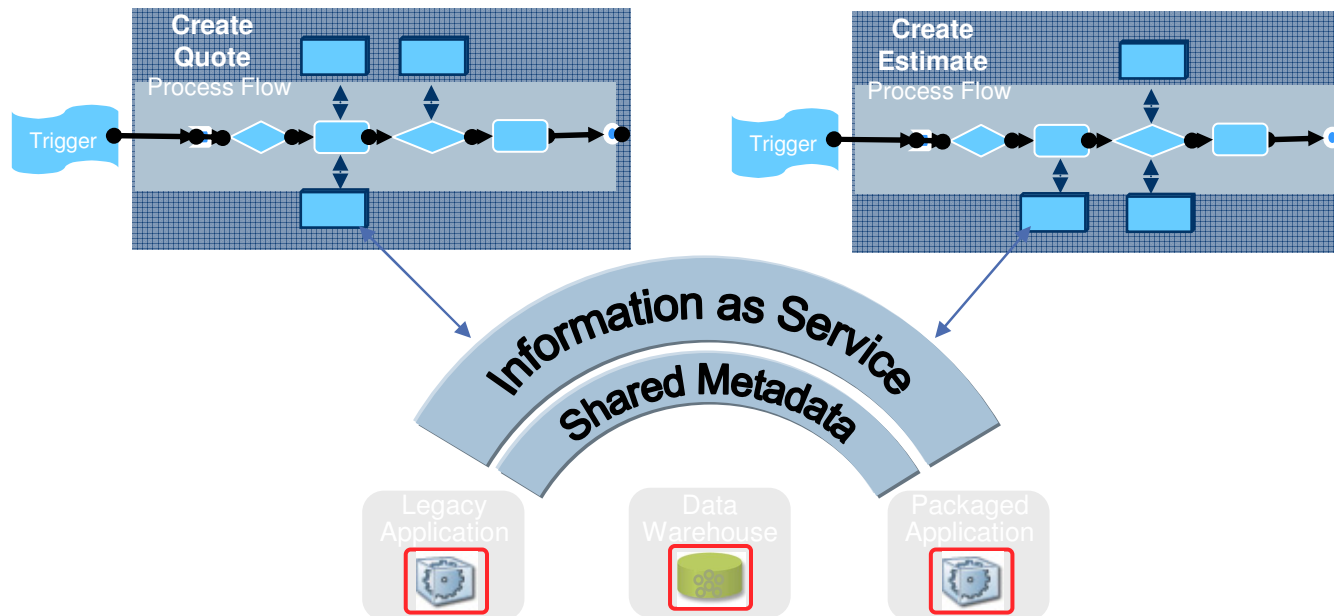 Create
Quote
Process Flow
Trigger
Create
Estimate
Process Flow
Trigger
Information as Service
Shared Metadata
Legacy
Application
Data
Warehouse
Packaged
Application